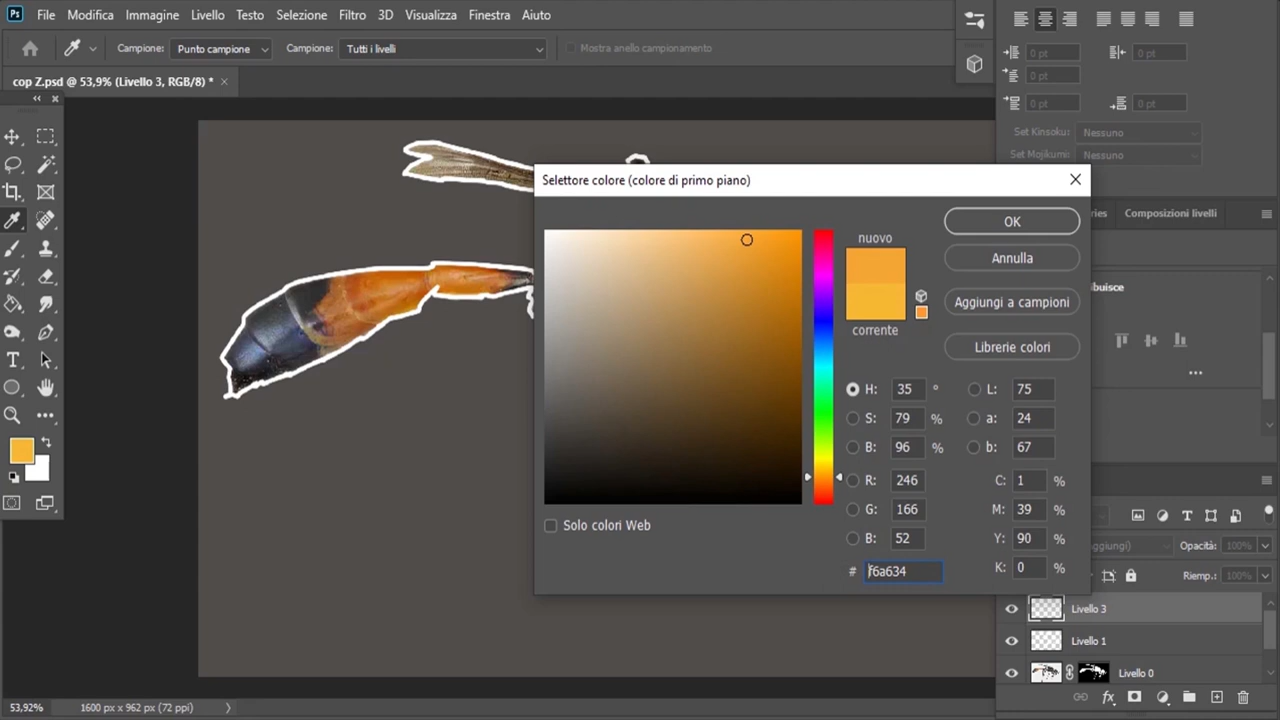 Ps File Modifica Immagine Livello Testo Selezione Filtro 3D Visualizza Finestra Aiuto
Campione: Punto campione Campione: Tutti i livelli Mostra anello campionamento
cop Z.psd @ 53,9% (Livello 3, RGB/8) * ×
0 pt 0 pt
0 pt
0 pt 0 pt
Set Kinsoku: Nessuno
Set Mojikumi: Nessuno
Selettore colore (colore di primo piano)
ries Composizioni livelli
OK
nuovo
Annulla
Aggiungi a campioni
corrente
Librerie colori
buisce
H: 35 ° L: 75
S: 79 % a: 24
B: 96 % b: 67
R: 246 C: 1 %
G: 166 M: 39 %
B: 52 Y: 90 %
# f6a634 K: 0 %
Solo colori Web
aggiungi) Opacità: 100%
Riemp.: 100%
Livello 3
Livello 1
Livello 0
53,92% 1600 px x 962 px (72 ppi)